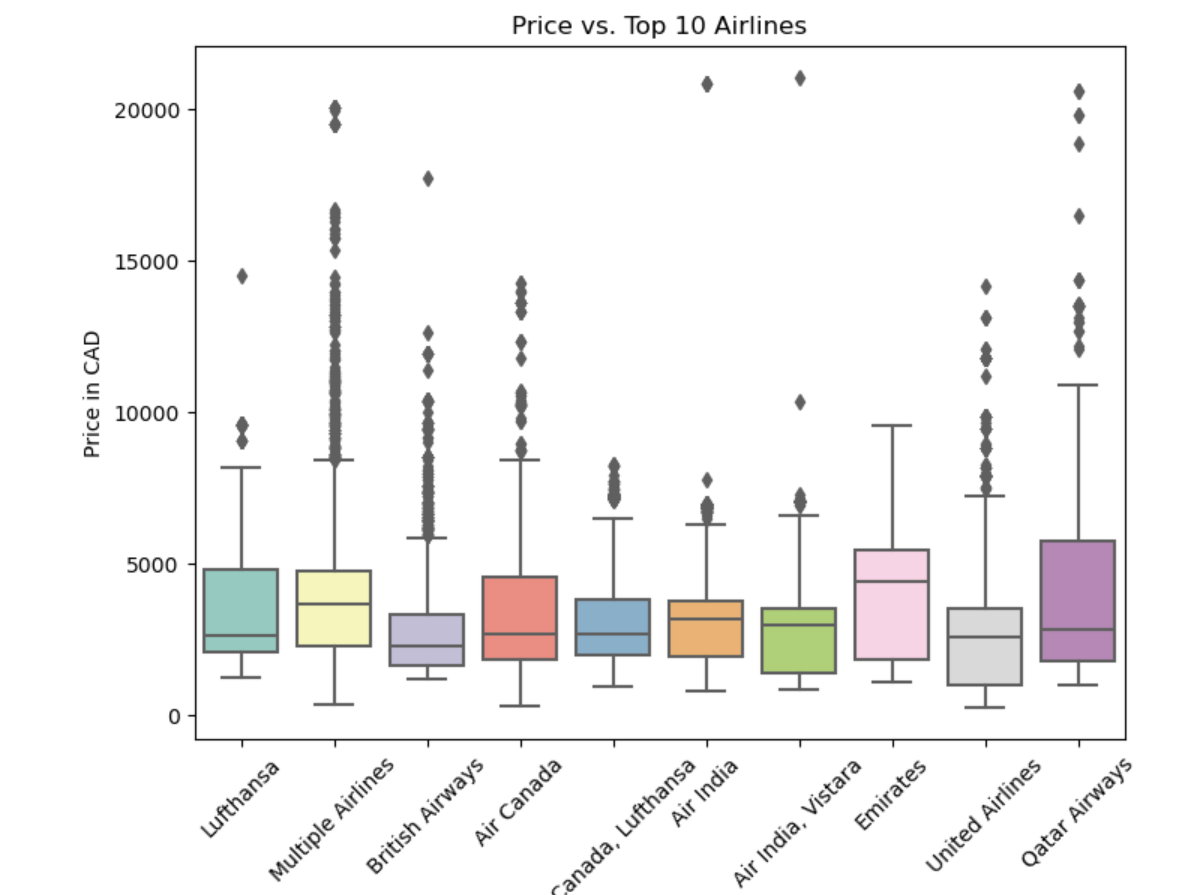 Price vs. Top 10 Airlines
Price in CAD
20000
15000
10000
5000
0
Lufthansa
Multiple Airlines
British Airways
Air Canada
Canada, Lufthansa
Air India
Air India, Vistara
Emirates
United Airlines
Qatar Airways